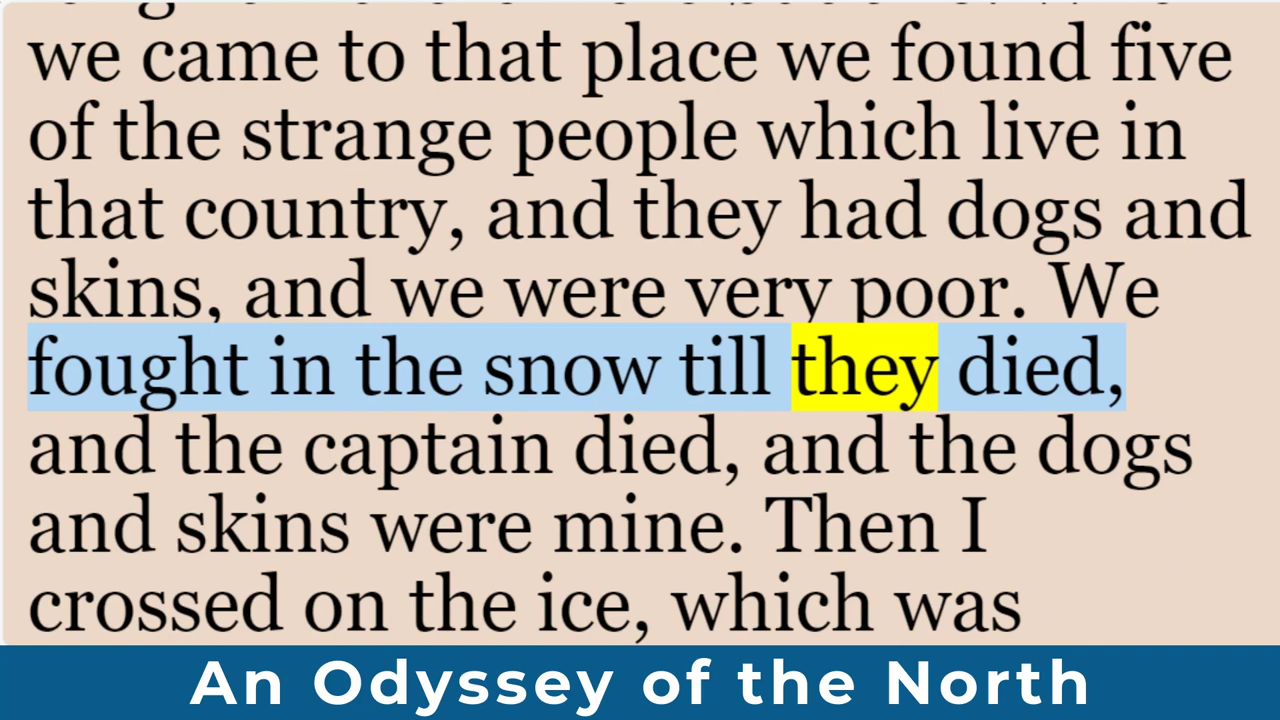 we came to that place we found five
of the strange people which live in
that country, and they had dogs and
skins, and we were very poor. We
fought in the snow till they died,
and the captain died, and the dogs
and skins were mine. Then I
crossed on the ice, which was
An Odyssey of the North